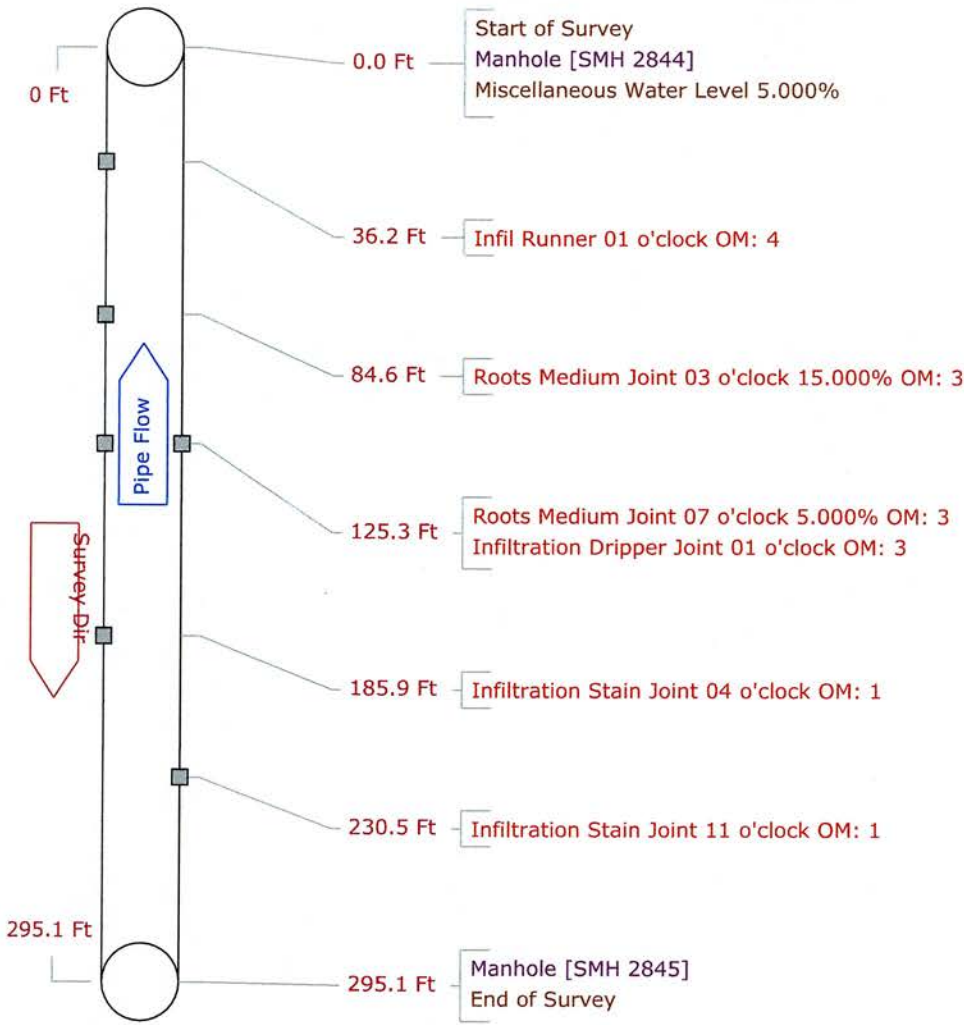 Start of Survey
0.0 Ft
Manhole [SMH 2844]
0 Ft
Miscellaneous Water Level 5.000%
36.2 Ft
Infil Runner 01 o'clock OM: 4
84.6 Ft
Roots Medium Joint 03 o'clock 15.000% OM: 3
Pipe Flow
125.3 Ft
Roots Medium Joint 07 o'clock 5.000% OM: 3
Infiltration Dripper Joint 01 o'clock OM: 3
Survey Dir
185.9 Ft
Infiltration Stain Joint 04 o'clock OM: 1
230.5 Ft
Infiltration Stain Joint 11 o'clock OM: 1
295.1 Ft
295.1 Ft
Manhole [SMH 2845]
End of Survey